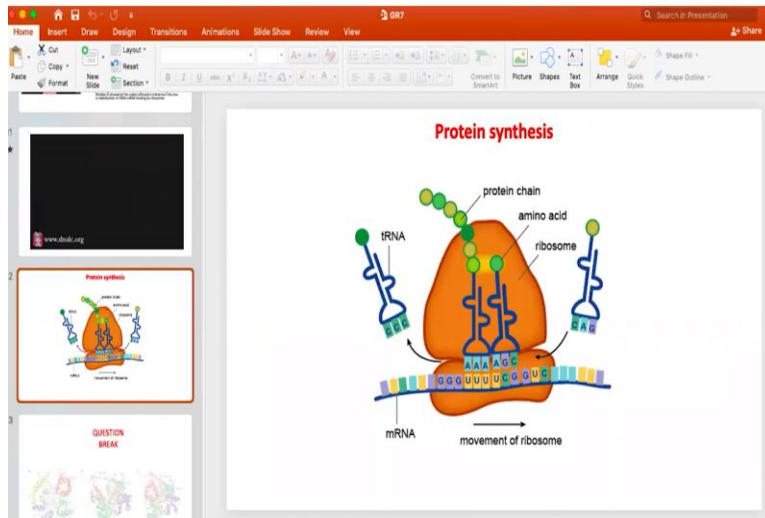 GR7
Search in Presentation
Home Insert Draw Design Transitions Animations Slide Show Review View
Share
Paste
Cut
Copy
Format
New Slide
Layout
Reset
Section
Convert to SmartArt
Picture
Shapes
Text Box
Arrange
Quick Styles
Shape Fill
Shape Outline
www.dnalc.org
2
Protein synthesis
3
QUESTION
BREAK
Protein synthesis
protein chain
amino acid
tRNA
ribosome
CCG
CAG
AAA AGC
GGGUUUUCGGUC
mRNA
movement of ribosome